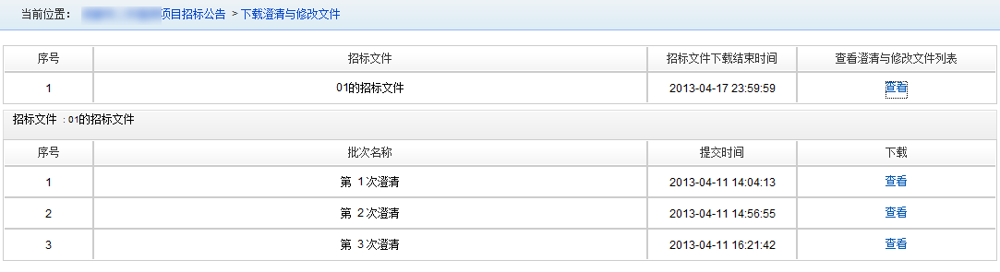 当前位置： 项目招标公告 > 下载澄清与修改文件
序号 招标文件 招标文件下载结束时间 查看澄清与修改文件列表
1 01的招标文件 2013-04-17 23:59:59 查看
招标文件 : 01的招标文件
序号 批次名称 提交时间 下载
1 第 1 次澄清 2013-04-11 14:04:13 查看
2 第 2 次澄清 2013-04-11 14:56:55 查看
3 第 3 次澄清 2013-04-11 16:21:42 查看